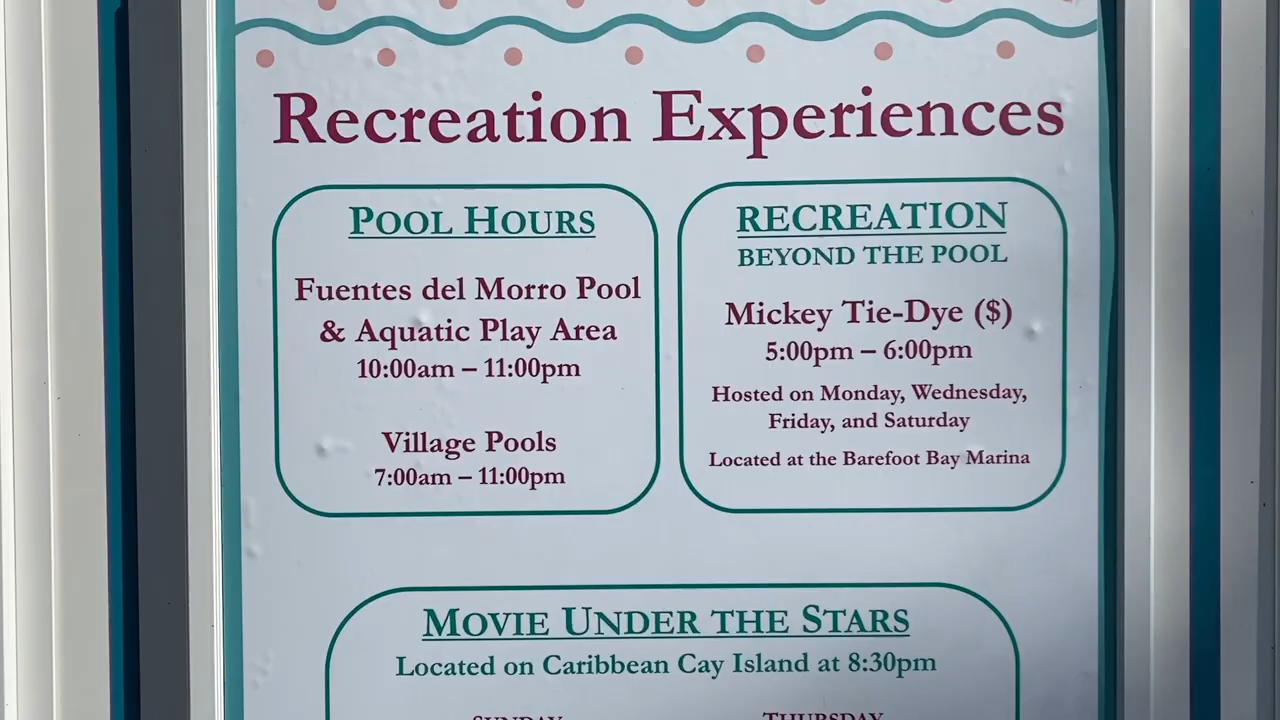 Recreation Experiences
POOL HOURS
Fuentes del Morro Pool
& Aquatic Play Area
10:00am – 11:00pm
Village Pools
7:00am – 11:00pm
RECREATION
BEYOND THE POOL
Mickey Tie-Dye ($)
5:00pm – 6:00pm
Hosted on Monday, Wednesday,
Friday, and Saturday
Located at the Barefoot Bay Marina
MOVIE UNDER THE STARS
Located on Caribbean Cay Island at 8:30pm
SUNDAY THURSDAY